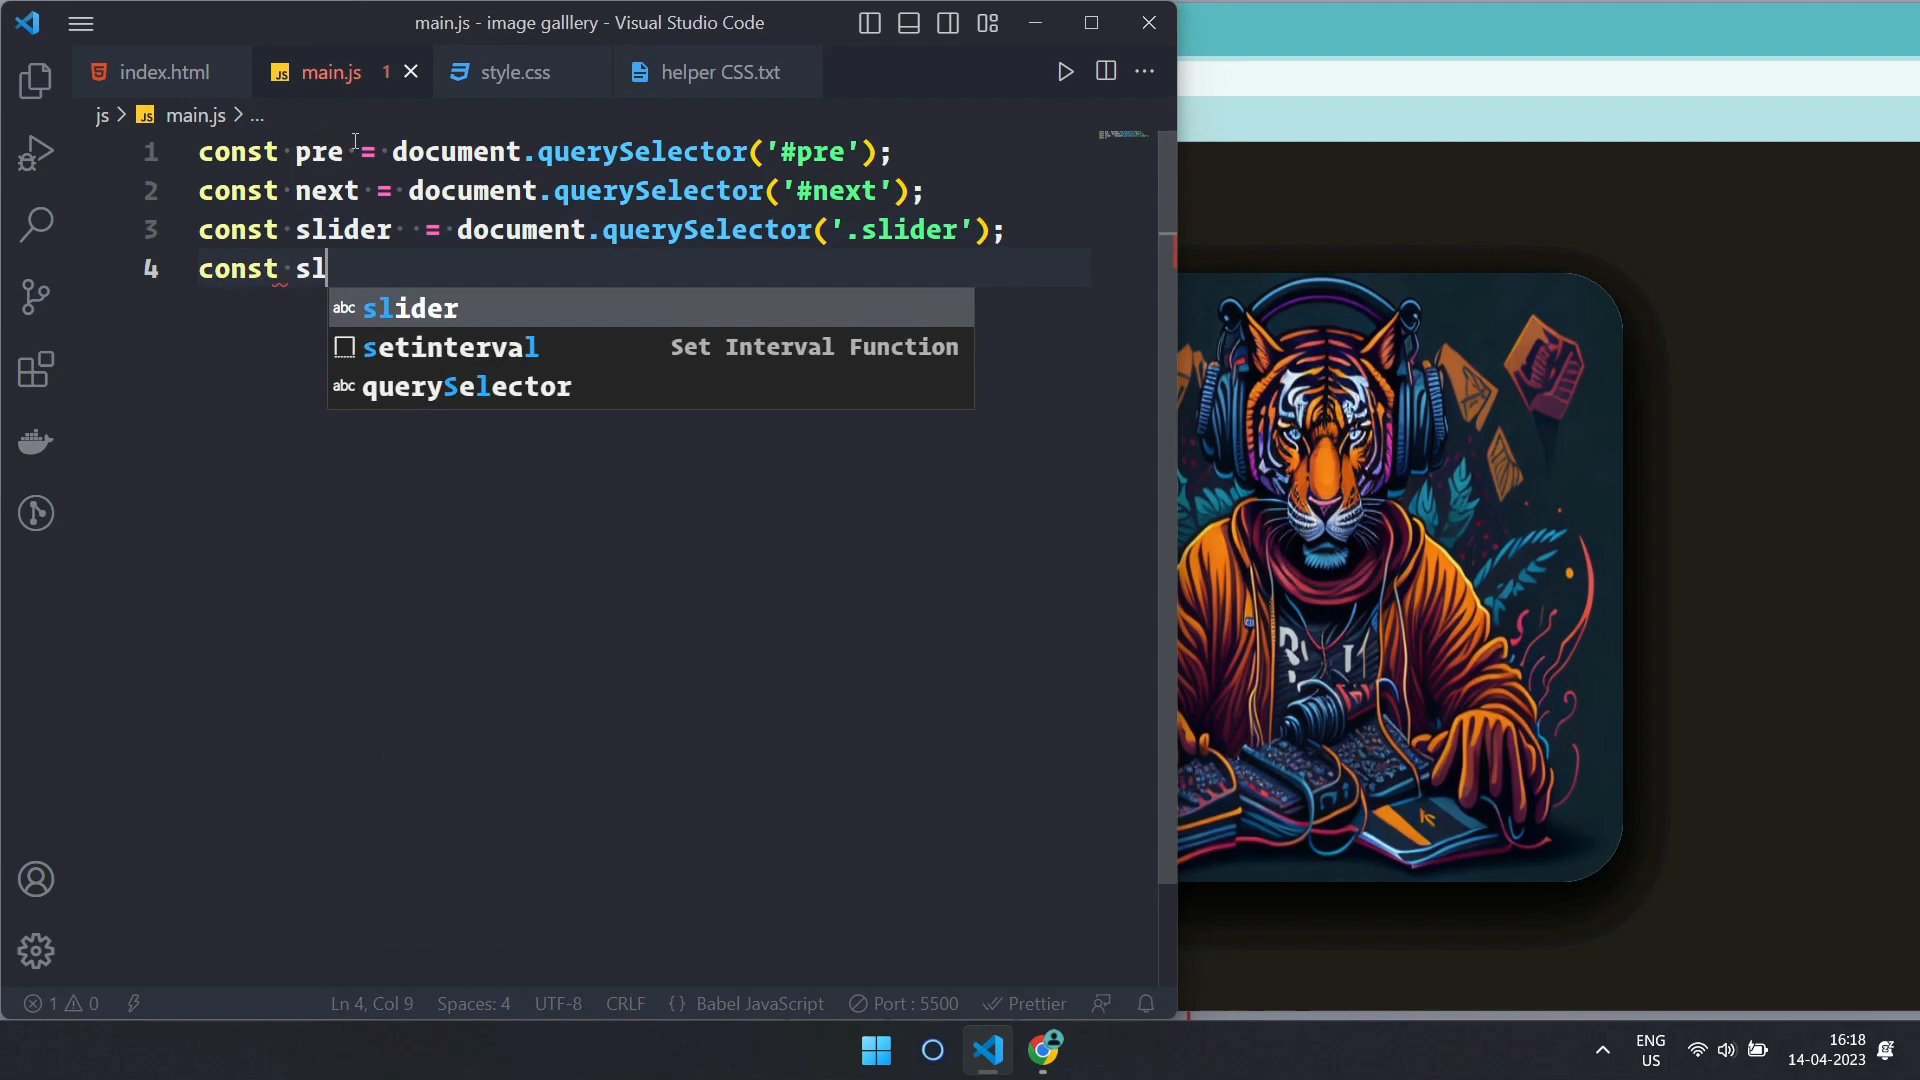 main.js - image galllery - Visual Studio Code
index.html
JS main.js 1
style.css
helper CSS.txt
js > JS main.js > ...
1 const pre = document.querySelector('#pre');
2 const next = document.querySelector('#next');
3 const slider  = document.querySelector('.slider');
4 const sl
abc slider
setinterval Set Interval Function
abc querySelector
1 0 Ln 4, Col 9 Spaces: 4 UTF-8 CRLF {} Babel JavaScript Port : 5500 Prettier
ENG
US
16:18
14-04-2023